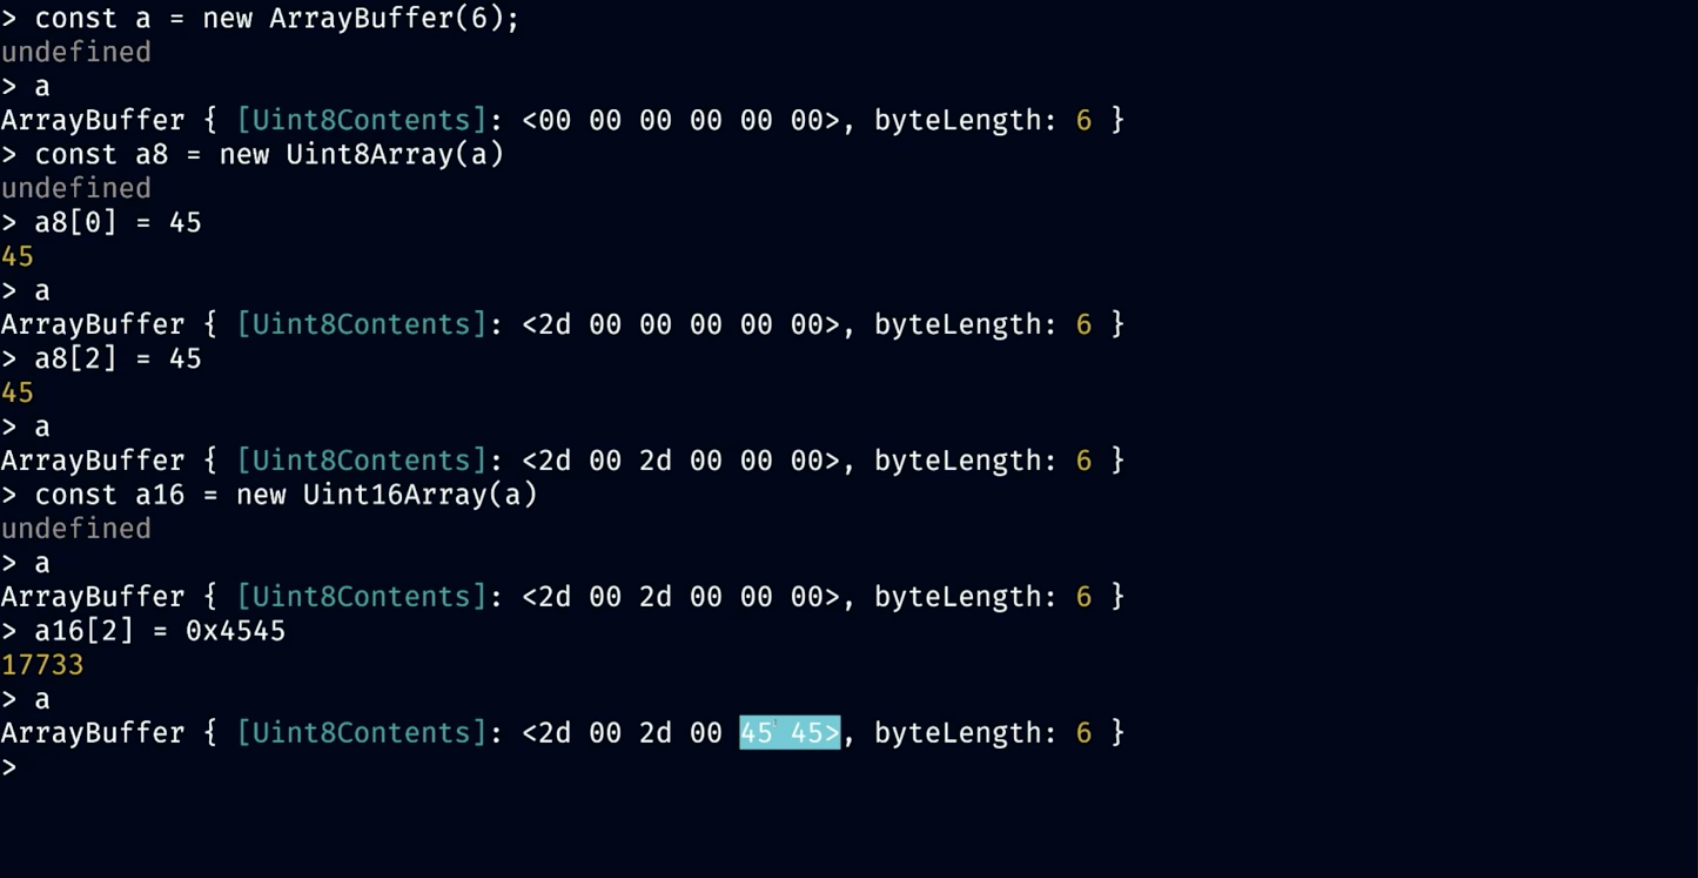 > const a = new ArrayBuffer(6);
undefined
> a
ArrayBuffer { [Uint8Contents]: <00 00 00 00 00 00>, byteLength: 6 }
> const a8 = new Uint8Array(a)
undefined
> a8[0] = 45
45
> a
ArrayBuffer { [Uint8Contents]: <2d 00 00 00 00 00>, byteLength: 6 }
> a8[2] = 45
45
> a
ArrayBuffer { [Uint8Contents]: <2d 00 2d 00 00 00>, byteLength: 6 }
> const a16 = new Uint16Array(a)
undefined
> a
ArrayBuffer { [Uint8Contents]: <2d 00 2d 00 00 00>, byteLength: 6 }
> a16[2] = 0x4545
17733
> a
ArrayBuffer { [Uint8Contents]: <2d 00 2d 00 45 45>, byteLength: 6 }
>